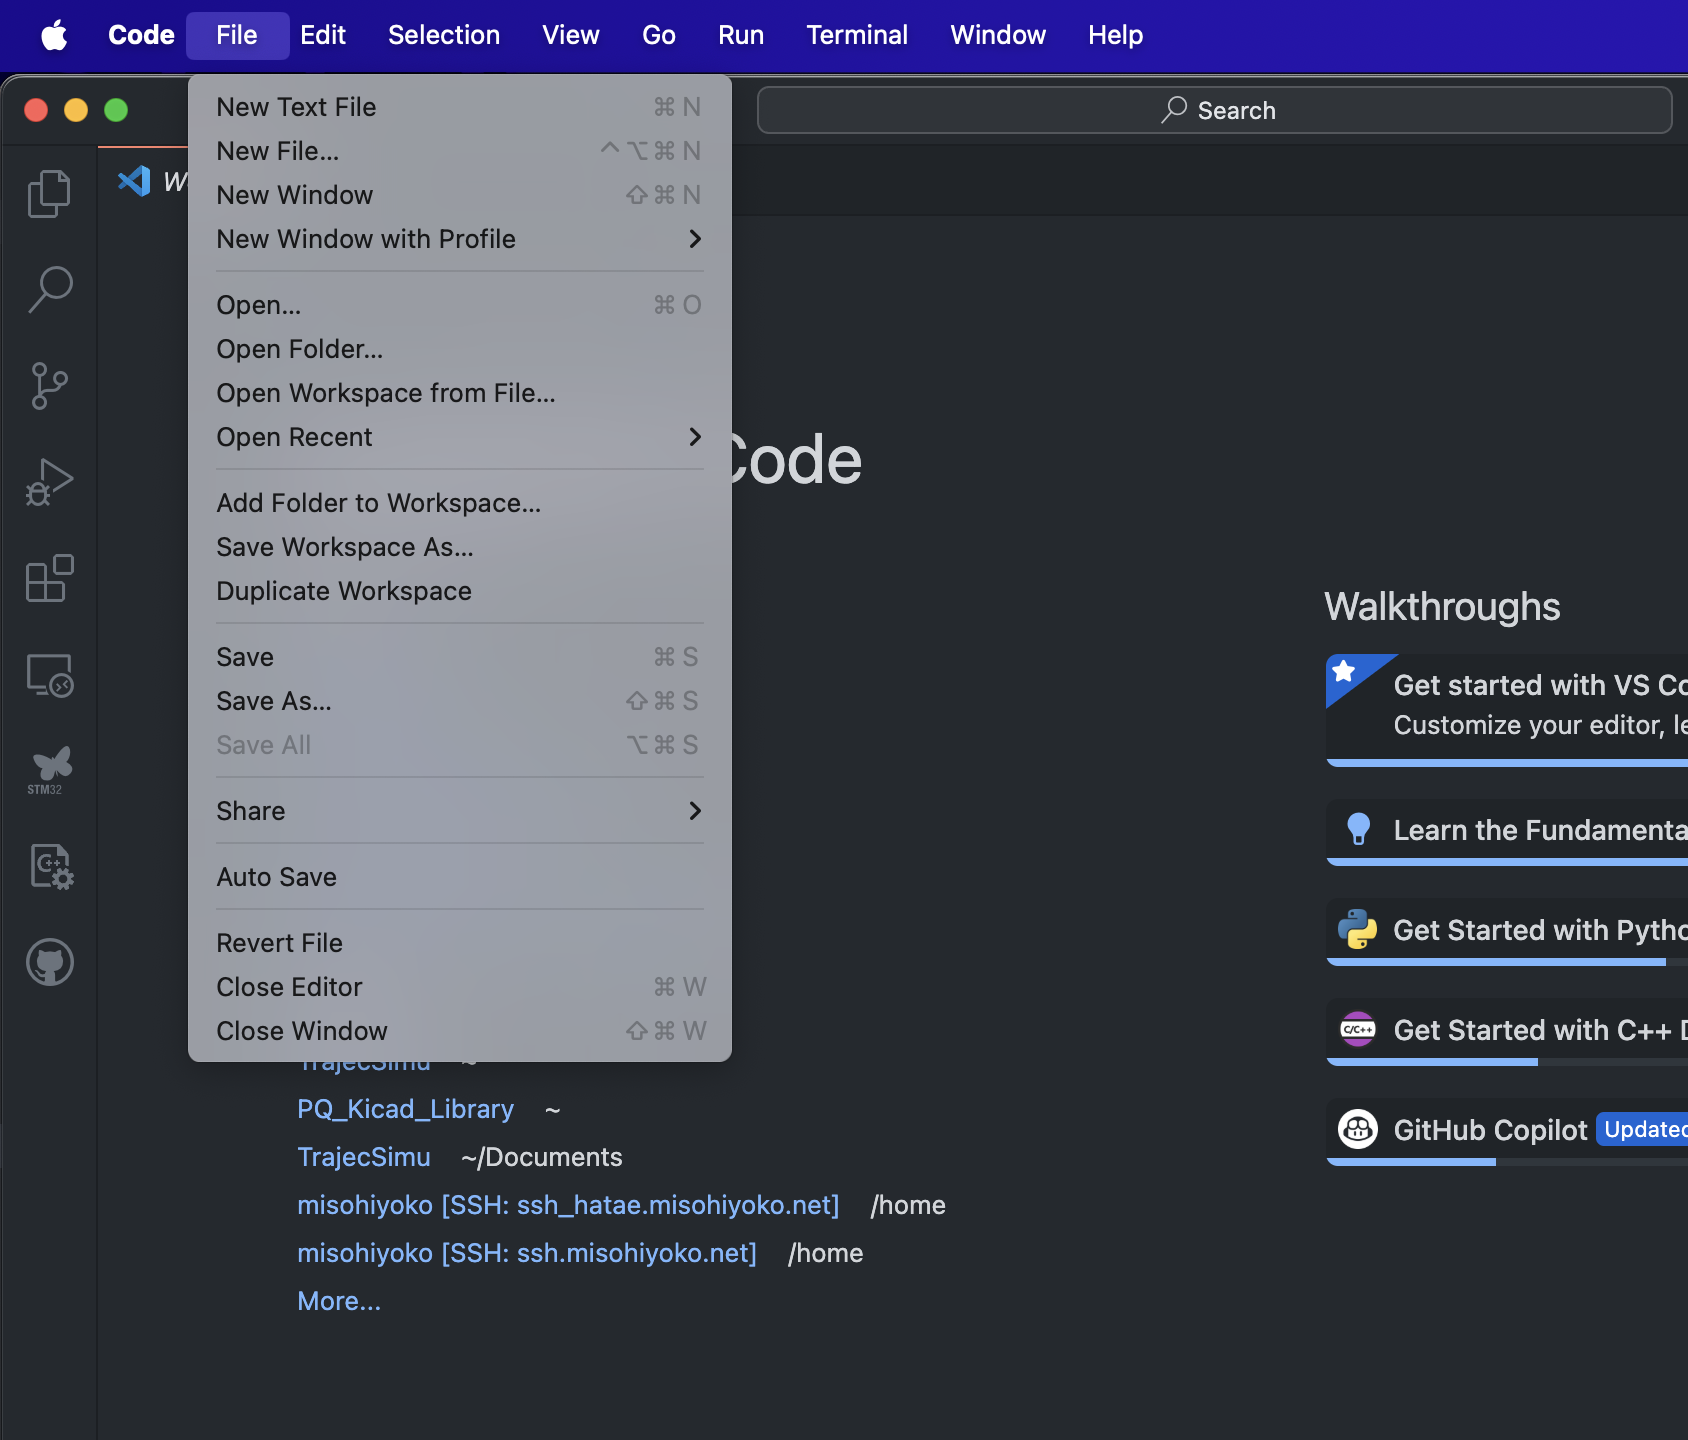 Code File Edit Selection View Go Run Terminal Window Help
Search
New Text File ⌘ N
New File... ^ ⌥ ⌘ N
New Window ⇧ ⌘ N
New Window with Profile
Open... ⌘ O
Open Folder...
Open Workspace from File...
Open Recent
Add Folder to Workspace...
Save Workspace As...
Duplicate Workspace
Save ⌘ S
Save As... ⇧ ⌘ S
Save All ⌥ ⌘ S
Share
Auto Save
Revert File
Close Editor ⌘ W
Close Window ⇧ ⌘ W
STM32
C++
Code
TrajecSimu ~
PQ_Kicad_Library ~
TrajecSimu ~/Documents
misohiyoko [SSH: ssh_hatae.misohiyoko.net] /home
misohiyoko [SSH: ssh.misohiyoko.net] /home
More...
Walkthroughs
Get started with VS Co
Customize your editor, le
Learn the Fundamenta
Get Started with Pytho
C/C++
Get Started with C++ D
GitHub Copilot Updated